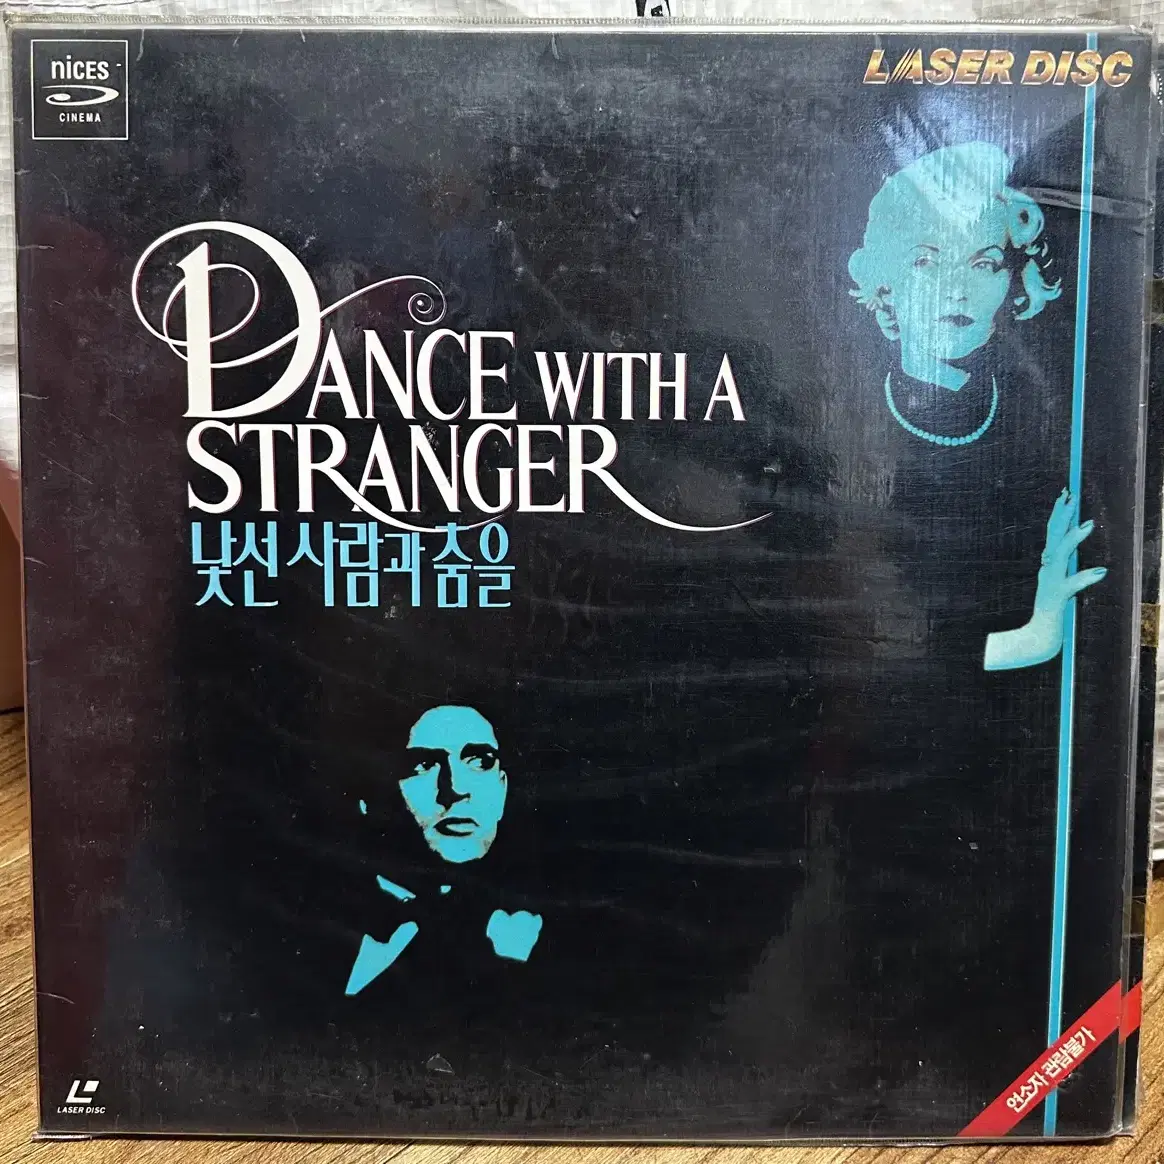 nices
CINEMA
LASER DISC
DANCE WITH A
STRANGER
낯선 사람과 춤을
연소자 관람불가
LASER DISC